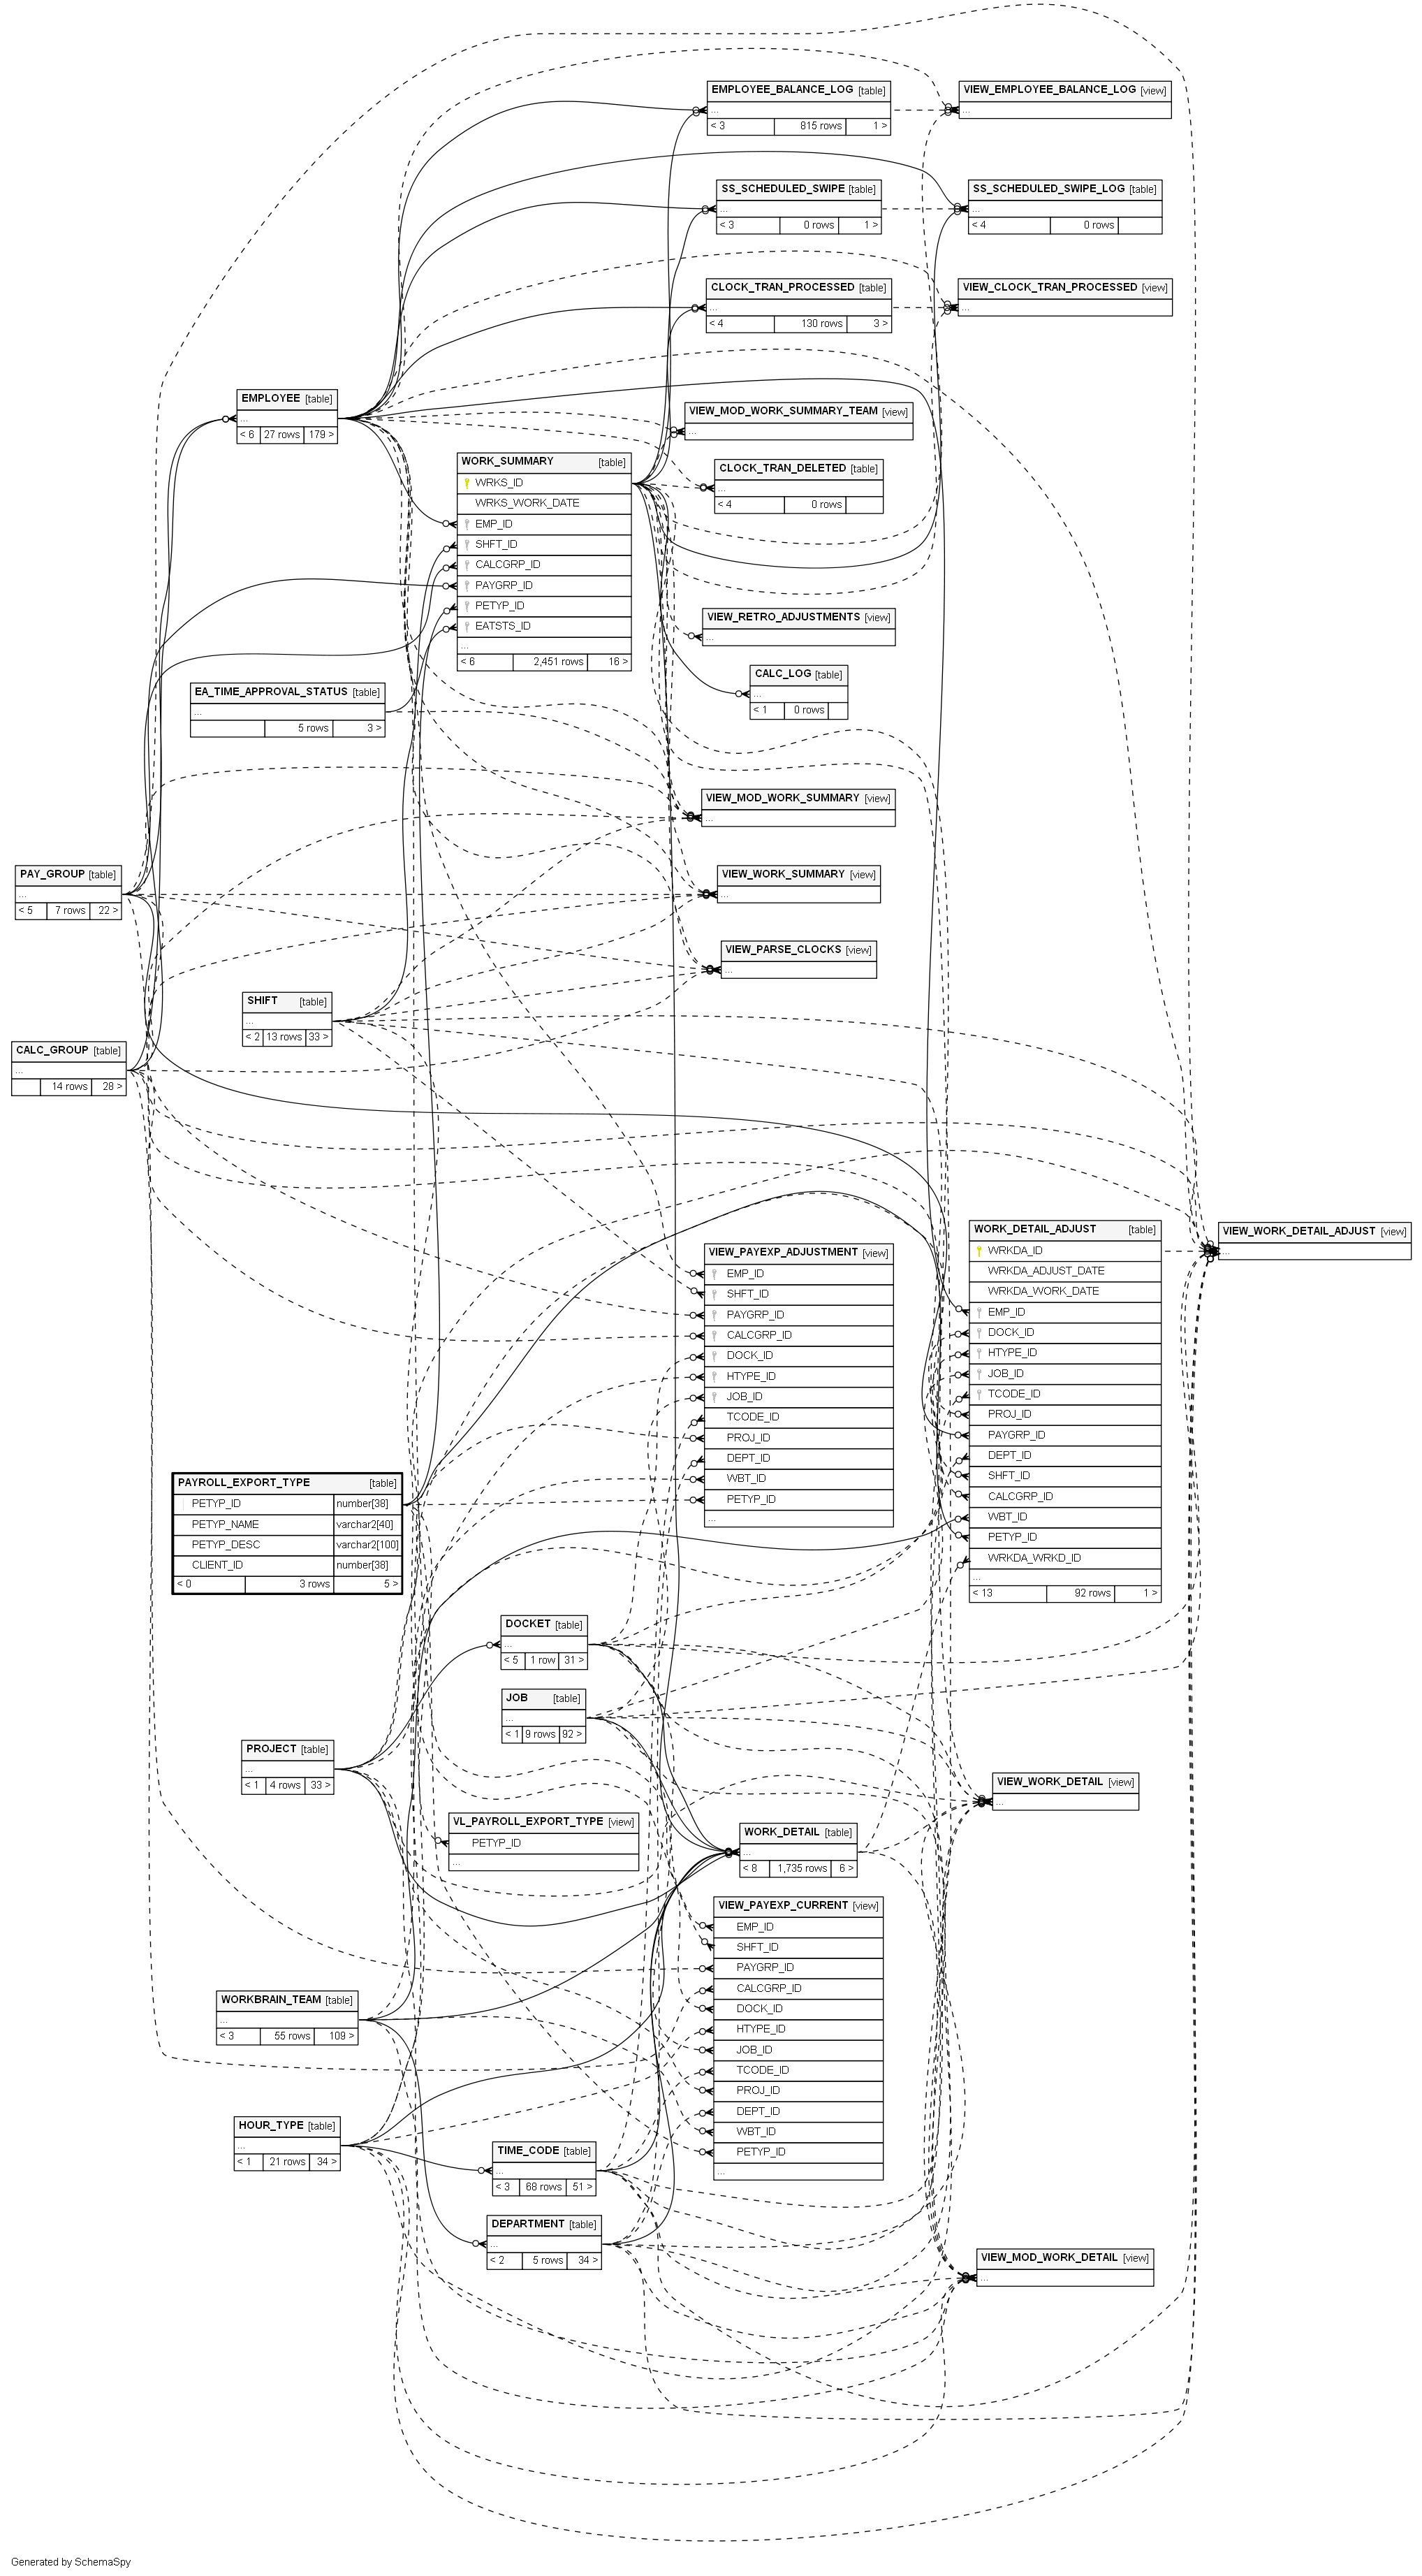 EMPLOYEE_BALANCE_LOG [table]
...
< 3 815 rows 1 >
VIEW_EMPLOYEE_BALANCE_LOG [view]
...
SS_SCHEDULED_SWIPE [table]
...
< 3 0 rows 1 >
SS_SCHEDULED_SWIPE_LOG [table]
...
< 4 0 rows
CLOCK_TRAN_PROCESSED [table]
...
< 4 130 rows 3 >
VIEW_CLOCK_TRAN_PROCESSED [view]
...
EMPLOYEE [table]
...
< 6 27 rows 179 >
VIEW_MOD_WORK_SUMMARY_TEAM [view]
...
WORK_SUMMARY [table]
WRKS_ID
WRKS_WORK_DATE
EMP_ID
SHFT_ID
CALCGRP_ID
PAYGRP_ID
PETYP_ID
EATSTS_ID
...
< 6 2,451 rows 16 >
CLOCK_TRAN_DELETED [table]
...
< 4 0 rows
VIEW_RETRO_ADJUSTMENTS [view]
...
CALC_LOG [table]
...
< 1 0 rows
EA_TIME_APPROVAL_STATUS [table]
...
5 rows 3 >
VIEW_MOD_WORK_SUMMARY [view]
...
PAY_GROUP [table]
...
< 5 7 rows 22 >
VIEW_WORK_SUMMARY [view]
...
VIEW_PARSE_CLOCKS [view]
...
SHIFT [table]
...
< 2 13 rows 33 >
CALC_GROUP [table]
...
14 rows 28 >
WORK_DETAIL_ADJUST [table]
WRKDA_ID
WRKDA_ADJUST_DATE
WRKDA_WORK_DATE
EMP_ID
DOCK_ID
HTYPE_ID
JOB_ID
TCODE_ID
PROJ_ID
PAYGRP_ID
DEPT_ID
SHFT_ID
CALCGRP_ID
WBT_ID
PETYP_ID
WRKDA_WRKD_ID
...
< 13 92 rows 1 >
VIEW_WORK_DETAIL_ADJUST [view]
...
VIEW_PAYEXP_ADJUSTMENT [view]
EMP_ID
SHFT_ID
PAYGRP_ID
CALCGRP_ID
DOCK_ID
HTYPE_ID
JOB_ID
TCODE_ID
PROJ_ID
DEPT_ID
WBT_ID
PETYP_ID
...
PAYROLL_EXPORT_TYPE [table]
PETYP_ID number[38]
PETYP_NAME varchar2[40]
PETYP_DESC varchar2[100]
CLIENT_ID number[38]
< 0 3 rows 5 >
DOCKET [table]
...
< 5 1 row 31 >
JOB [table]
...
< 1 9 rows 92 >
PROJECT [table]
...
< 1 4 rows 33 >
VIEW_WORK_DETAIL [view]
...
VL_PAYROLL_EXPORT_TYPE [view]
PETYP_ID
...
WORK_DETAIL [table]
...
< 8 1,735 rows 6 >
VIEW_PAYEXP_CURRENT [view]
EMP_ID
SHFT_ID
PAYGRP_ID
CALCGRP_ID
DOCK_ID
HTYPE_ID
JOB_ID
TCODE_ID
PROJ_ID
DEPT_ID
WBT_ID
PETYP_ID
...
WORKBRAIN_TEAM [table]
...
< 3 55 rows 109 >
HOUR_TYPE [table]
...
< 1 21 rows 34 >
TIME_CODE [table]
...
< 3 68 rows 51 >
DEPARTMENT [table]
...
< 2 5 rows 34 >
VIEW_MOD_WORK_DETAIL [view]
...
Generated by SchemaSpy